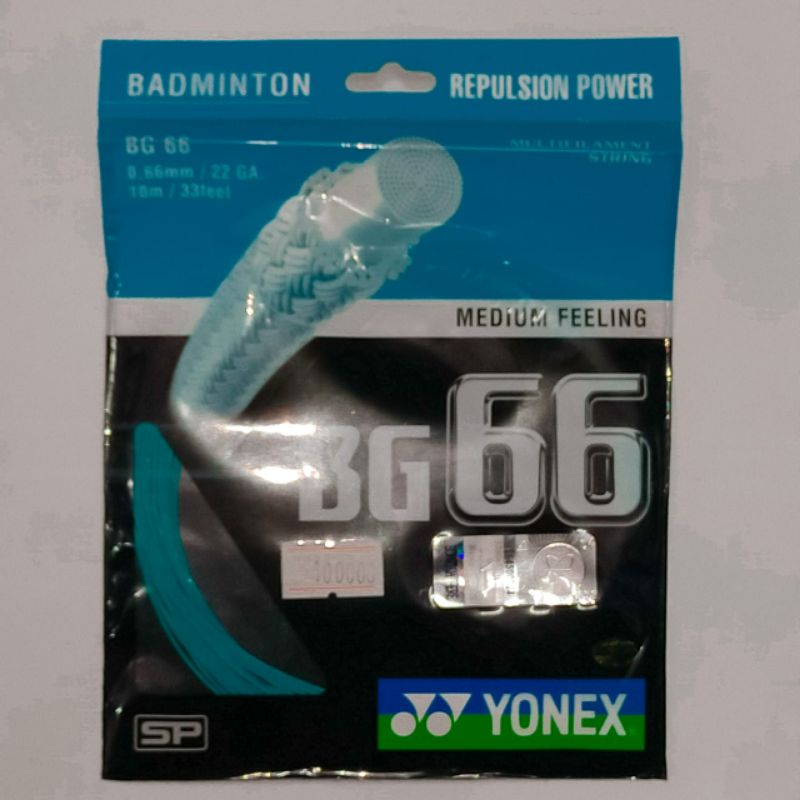 BADMINTON
REPULSION POWER
BG 66
0.66mm / 22 GA
10m / 33feet
MULTIFILAMENT
STRING
MEDIUM FEELING
BG66
SP
YONEX